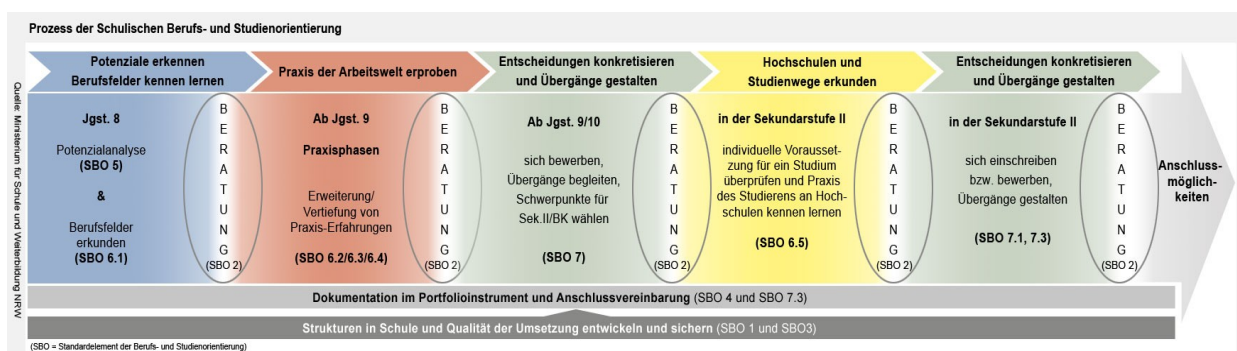 Prozess der Schulischen Berufs- und Studienorientierung
Quelle: Ministerium für Schule und Weiterbildung NRW
Potenziale erkennen
Berufsfelder kennen lernen
Jgst. 8
Potenzialanalyse
(SBO 5)
&
Berufsfelder
erkunden
(SBO 6.1)
BERATUNG
(SBO 2)
Praxis der Arbeitswelt erproben
Ab Jgst. 9
Praxisphasen
Erweiterung/
Vertiefung von
Praxis-Erfahrungen
(SBO 6.2/6.3/6.4)
BERATUNG
(SBO 2)
Entscheidungen konkretisieren
und Übergänge gestalten
Ab Jgst. 9/10
sich bewerben,
Übergänge begleiten,
Schwerpunkte für
Sek.II/BK wählen
(SBO 7)
BERATUNG
(SBO 2)
Hochschulen und
Studienwege erkunden
in der Sekundarstufe II
individuelle Vorausset-
zung für ein Studium
überprüfen und Praxis
des Studierens an Hoch-
schulen kennen lernen
(SBO 6.5)
BERATUNG
(SBO 2)
Entscheidungen konkretisieren
und Übergänge gestalten
in der Sekundarstufe II
sich einschreiben
bzw. bewerben,
Übergänge gestalten
(SBO 7.1, 7.3)
BERATUNG
(SBO 2)
Anschluss-
möglich-
keiten
Dokumentation im Portfolioinstrument und Anschlussvereinbarung (SBO 4 und SBO 7.3)
Strukturen in Schule und Qualität der Umsetzung entwickeln und sichern (SBO 1 und SBO3)
(SBO = Standardelement der Berufs- und Studienorientierung)